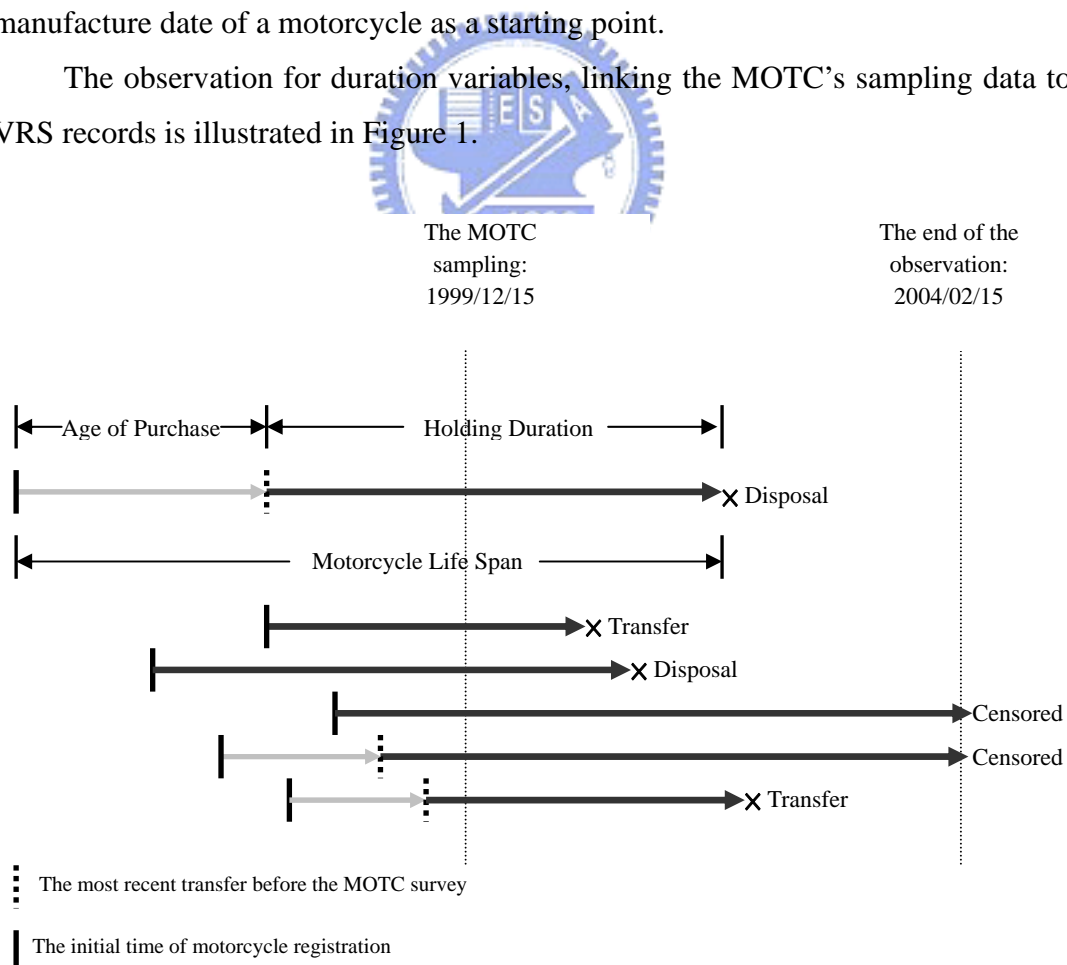 manufacture date of a motorcycle as a starting point.
The observation for duration variables, linking the MOTC's sampling data to
VRS records is illustrated in Figure 1.
The MOTC
sampling:
1999/12/15
The end of the
observation:
2004/02/15
Age of Purchase
Holding Duration
Disposal
Motorcycle Life Span
Transfer
Disposal
Censored
Censored
Transfer
The most recent transfer before the MOTC survey
The initial time of motorcycle registration